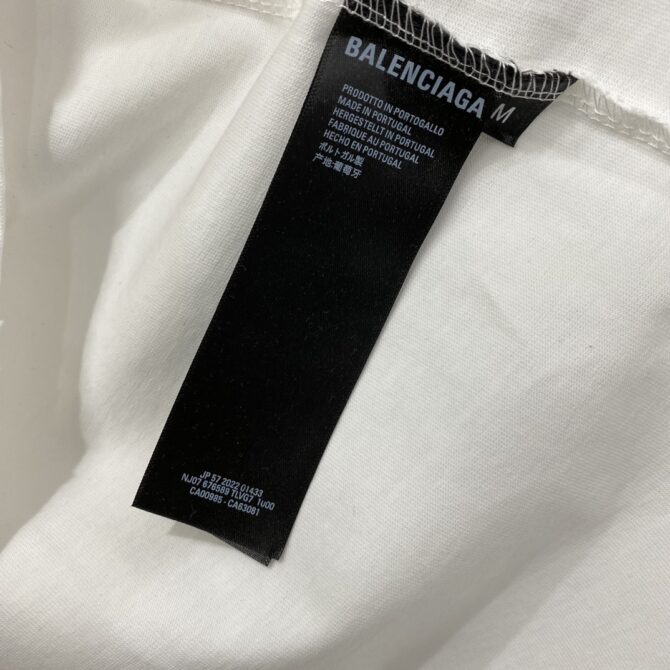 BALENCIAGA M
PRODOTTO IN PORTOGALLO
MADE IN PORTUGAL
HERGESTELLT IN PORTUGAL
FABRIQUE AU PORTUGAL
HECHO EN PORTUGAL
ポルトガル製
产地:葡萄牙
JP 57 2022 01433
NJ07 676589 TLVG7 1U00
CA00985 - CA63081